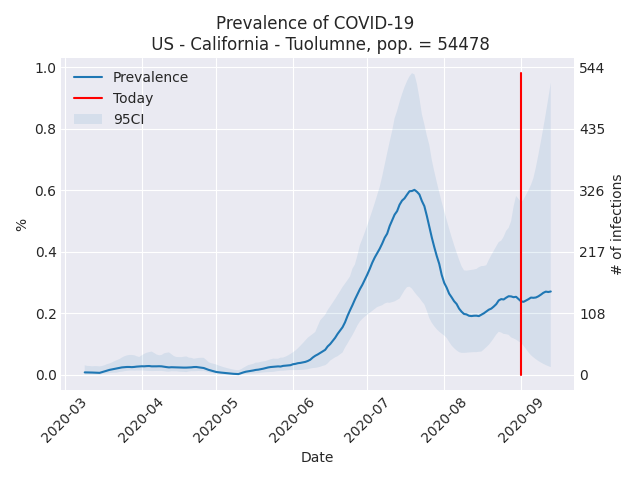 Prevalence of COVID-19
US - California - Tuolumne, pop. = 54478
Prevalence
Today
95CI
1.0
0.8
0.6
0.4
0.2
0.0
%
544
435
326
217
108
0
# of infections
2020-03
2020-04
2020-05
2020-06
2020-07
2020-08
2020-09
Date